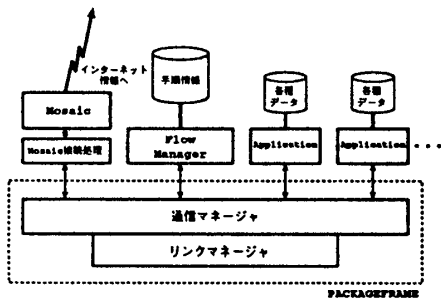 インターネット
情報へ
手順情報
各種
データ
各種
データ
Mosaic
Mosaic接続処理
Flow
Manager
Application
Application
・・・
通信マネージャ
リンクマネージャ
PACKAGEFRAME